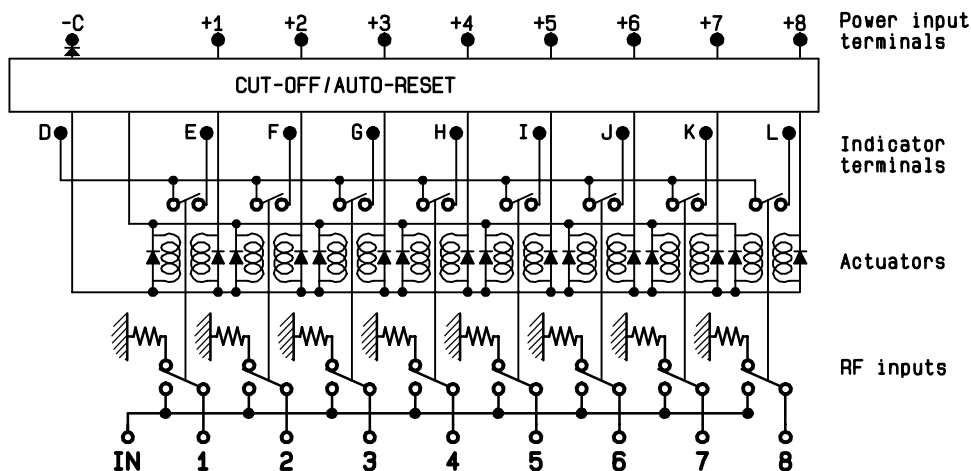 -C +1 +2 +3 +4 +5 +6 +7 +8
Power input
terminals
CUT-OFF/AUTO-RESET
D E F G H I J K L
Indicator
terminals
Actuators
RF inputs
IN 1 2 3 4 5 6 7 8